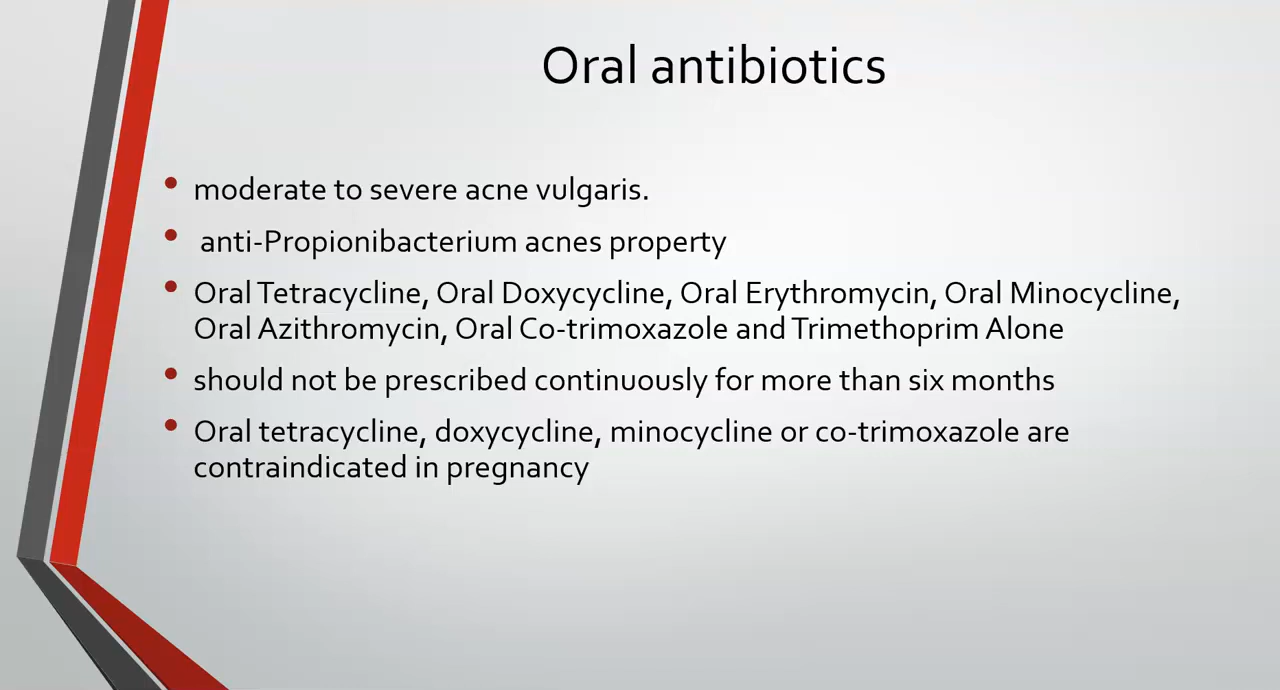 Oral antibiotics
• moderate to severe acne vulgaris.
• anti-Propionibacterium acnes property
• Oral Tetracycline, Oral Doxycycline, Oral Erythromycin, Oral Minocycline,
Oral Azithromycin, Oral Co-trimoxazole and Trimethoprim Alone
• should not be prescribed continuously for more than six months
• Oral tetracycline, doxycycline, minocycline or co-trimoxazole are
contraindicated in pregnancy